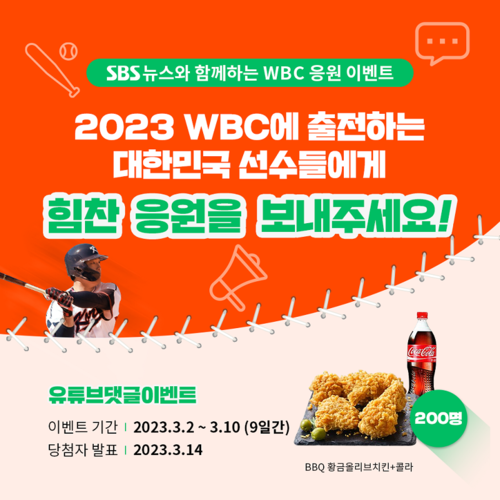 SBS 뉴스와 함께하는 WBC 응원 이벤트
2023 WBC에 출전하는
대한민국 선수들에게
힘찬 응원을 보내주세요!
유튜브댓글이벤트
이벤트 기간 | 2023.3.2 ~ 3.10 (9일간)
당첨자 발표 | 2023.3.14
Coca-Cola
200명
BBQ 황금올리브치킨+콜라